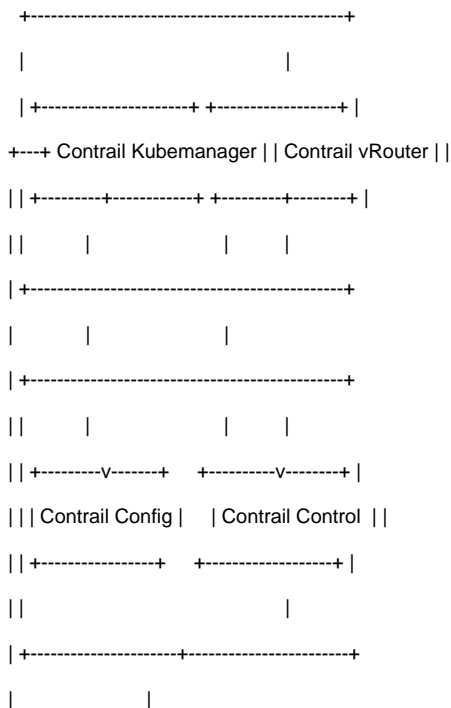 +-----------------------------------------------+
| |
| +----------------------+ +------------------+ |
+---+ Contrail Kubemanager | | Contrail vRouter | |
| | +---------+------------+ +---------+--------+ |
| | | | |
| +-----------------------------------------------+
| | |
| +-----------------------------------------------+
| | | | |
| | +---------v-------+ +----------v--------+ |
| | | Contrail Config | | Contrail Control | |
| | +-----------------+ +-------------------+ |
| | |
| +-----------------------+-------------------------+
| |